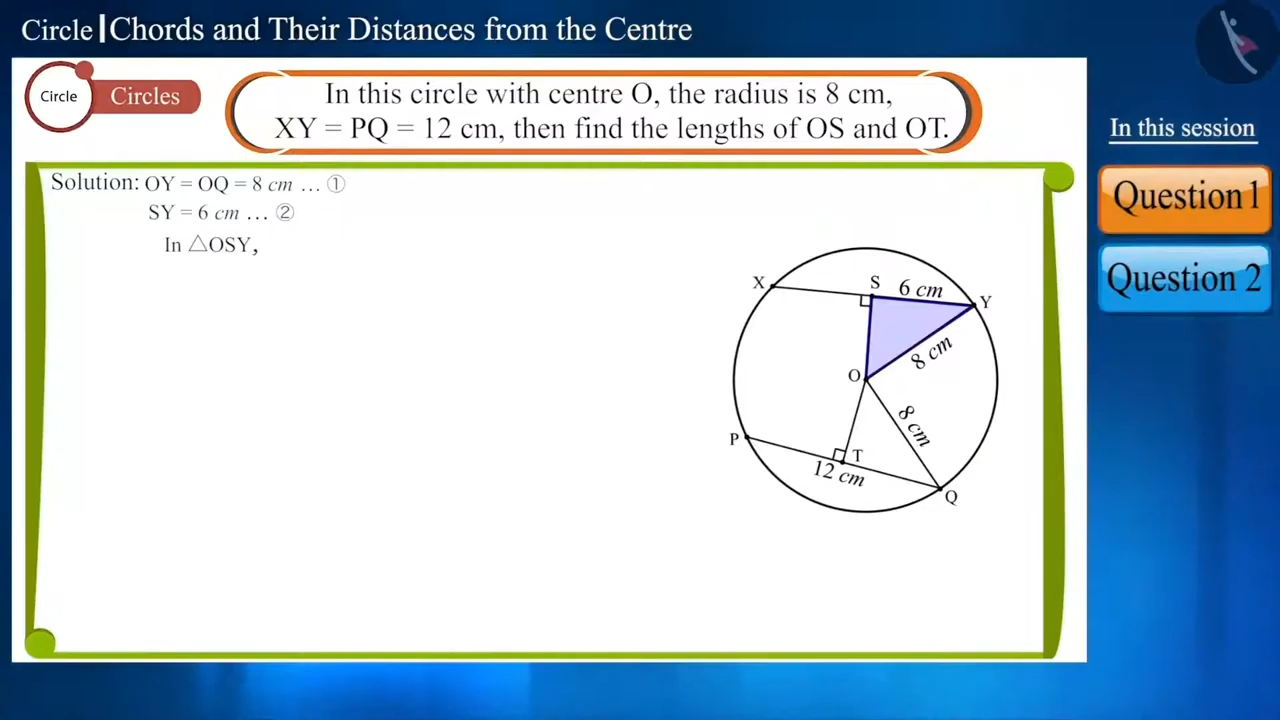 Circle|Chords and Their Distances from the Centre
Circle
Circles
In this circle with centre O, the radius is 8 cm,
XY = PQ = 12 cm, then find the lengths of OS and OT.
In this session
Question 1
Question 2
Solution: OY = OQ = 8 cm ... ①
SY = 6 cm ... ②
In △OSY,
X
S
6 cm
Y
8 cm
O
8 cm
P
T
12 cm
Q